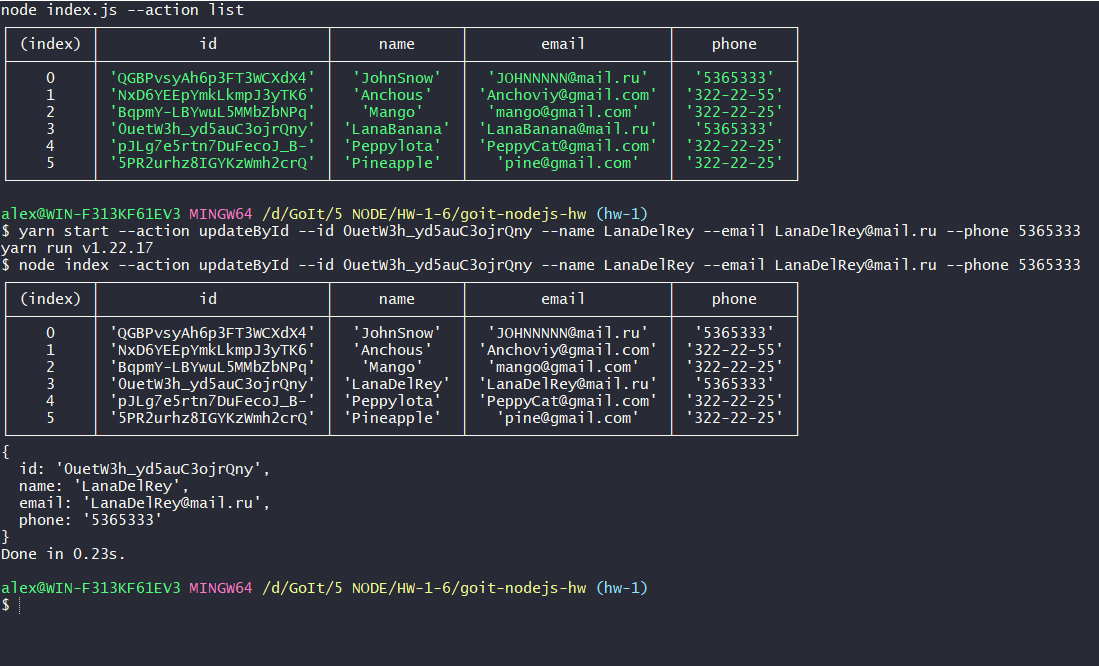 node index.js --action list
(index) id name email phone
0 'QGBPvsyAh6p3FT3WCXdX4' 'JohnSnow' 'JOHNNNNN@mail.ru' '5365333'
1 'NxD6YEEpYmkLkmpJ3yTK6' 'Anchous' 'Anchoviy@gmail.com' '322-22-55'
2 'BqpmY-LBYwuL5MMbZbNPq' 'Mango' 'mango@gmail.com' '322-22-25'
3 'OuetW3h_yd5auC3ojrQny' 'LanaBanana' 'LanaBanana@mail.ru' '5365333'
4 'pJLg7e5rtn7DuFecoJ_B-' 'Peppylota' 'PeppyCat@gmail.com' '322-22-25'
5 '5PR2urhz8IGYKzWmh2crQ' 'Pineapple' 'pine@gmail.com' '322-22-25'
alex@WIN-F313KF61EV3 MINGW64 /d/GoIt/5 NODE/HW-1-6/goit-nodejs-hw (hw-1)
$ yarn start --action updateById --id OuetW3h_yd5auC3ojrQny --name LanaDelRey --email LanaDelRey@mail.ru --phone 5365333
yarn run v1.22.17
$ node index --action updateById --id OuetW3h_yd5auC3ojrQny --name LanaDelRey --email LanaDelRey@mail.ru --phone 5365333
(index) id name email phone
0 'QGBPvsyAh6p3FT3WCXdX4' 'JohnSnow' 'JOHNNNNN@mail.ru' '5365333'
1 'NxD6YEEpYmkLkmpJ3yTK6' 'Anchous' 'Anchoviy@gmail.com' '322-22-55'
2 'BqpmY-LBYwuL5MMbZbNPq' 'Mango' 'mango@gmail.com' '322-22-25'
3 'OuetW3h_yd5auC3ojrQny' 'LanaDelRey' 'LanaDelRey@mail.ru' '5365333'
4 'pJLg7e5rtn7DuFecoJ_B-' 'Peppylota' 'PeppyCat@gmail.com' '322-22-25'
5 '5PR2urhz8IGYKzWmh2crQ' 'Pineapple' 'pine@gmail.com' '322-22-25'
{
id: 'OuetW3h_yd5auC3ojrQny',
name: 'LanaDelRey',
email: 'LanaDelRey@mail.ru',
phone: '5365333'
}
Done in 0.23s.
alex@WIN-F313KF61EV3 MINGW64 /d/GoIt/5 NODE/HW-1-6/goit-nodejs-hw (hw-1)
$